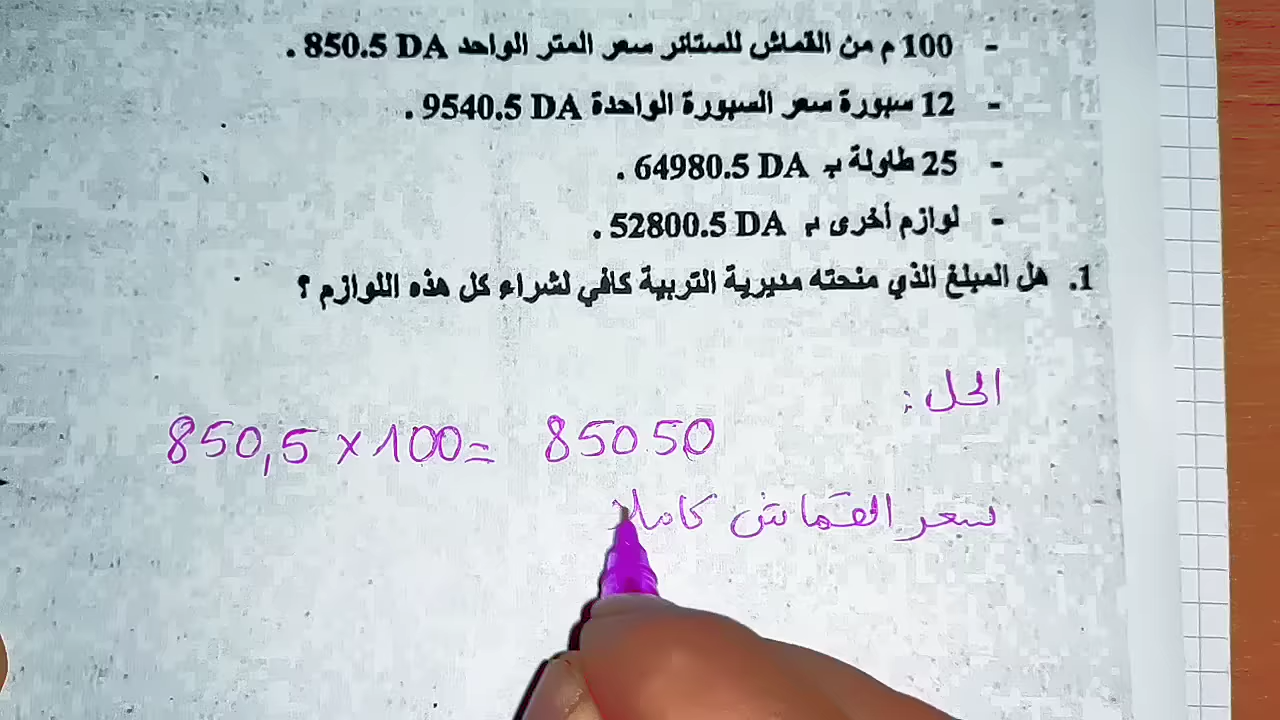 - 100 م من القماش للستائر سعر المتر الواحد 850.5 DA .
- 12 سبورة سعر السبورة الواحدة 9540.5 DA .
- 25 طاولة بـ 64980.5 DA .
- لوازم أخرى بـ 52800.5 DA .
1. هل المبلغ الذي منحته مديرية التربية كافي لشراء كل هذه اللوازم ؟
الحل :
850,5 × 100 = 85050
سعر القماش كاملا